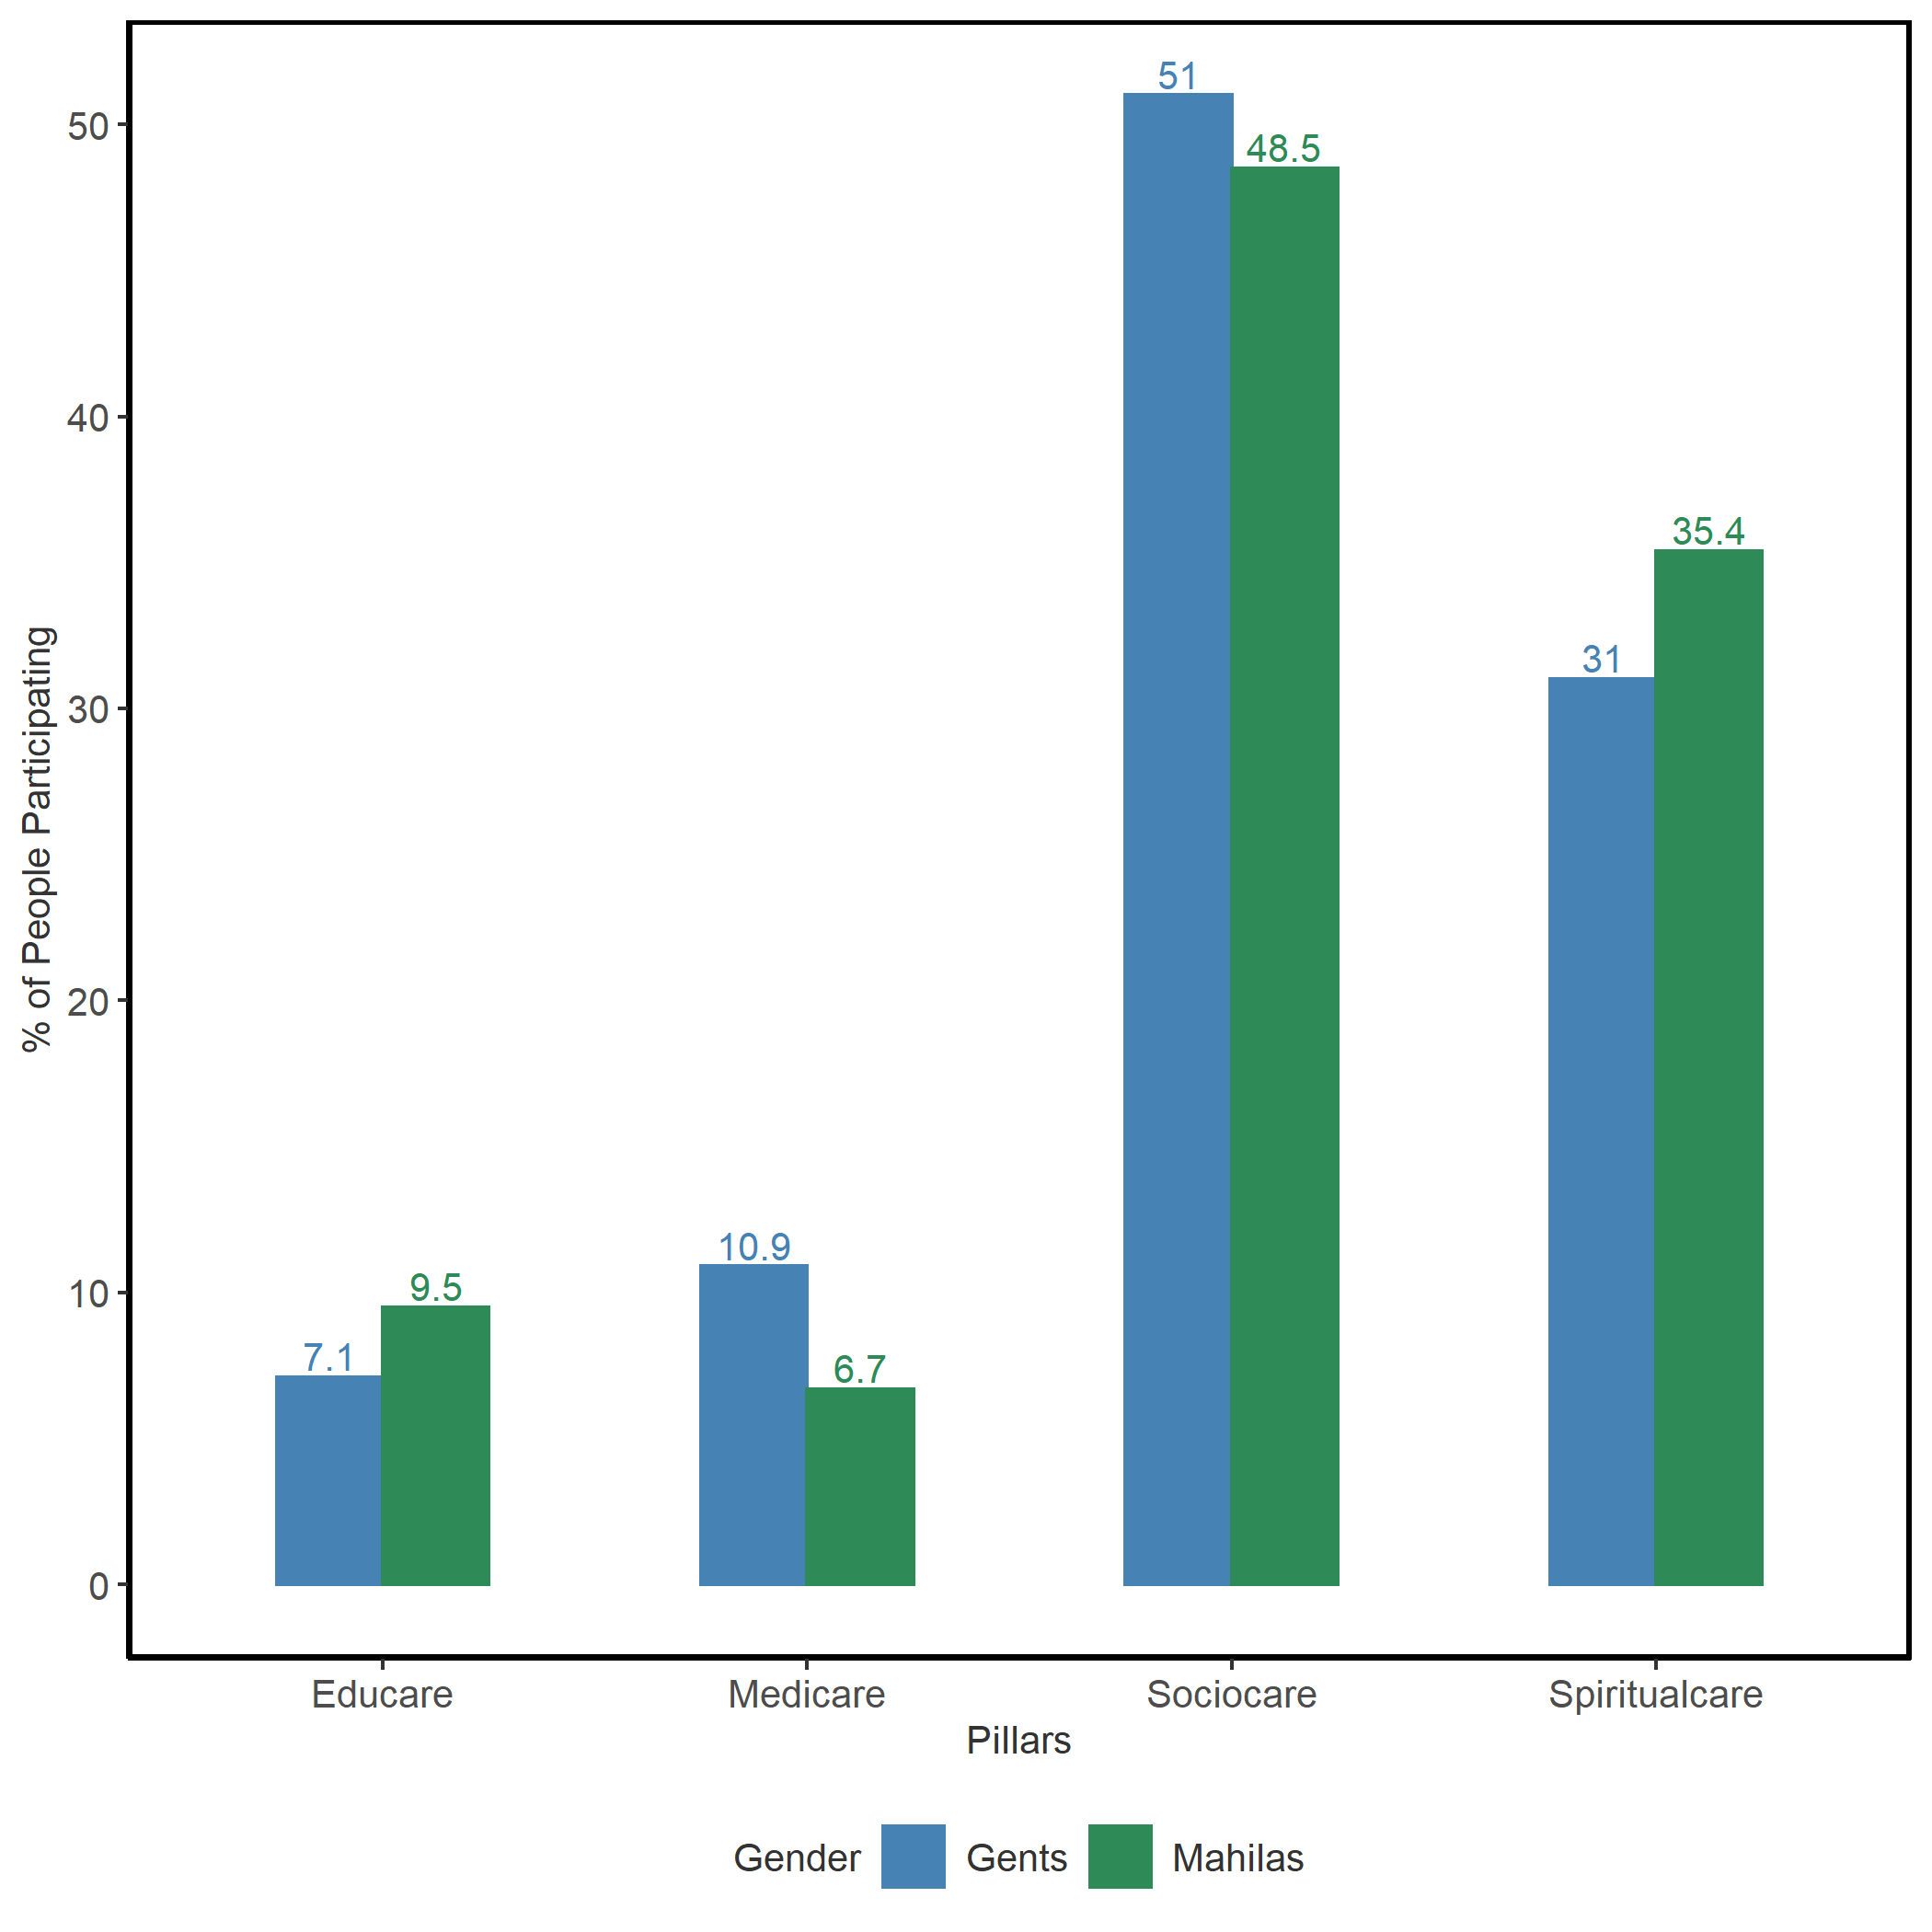 % of People Participating
50
40
30
20
10
0
7.1
9.5
10.9
6.7
51
48.5
31
35.4
Educare
Medicare
Sociocare
Spiritualcare
Pillars
Gender Gents Mahilas